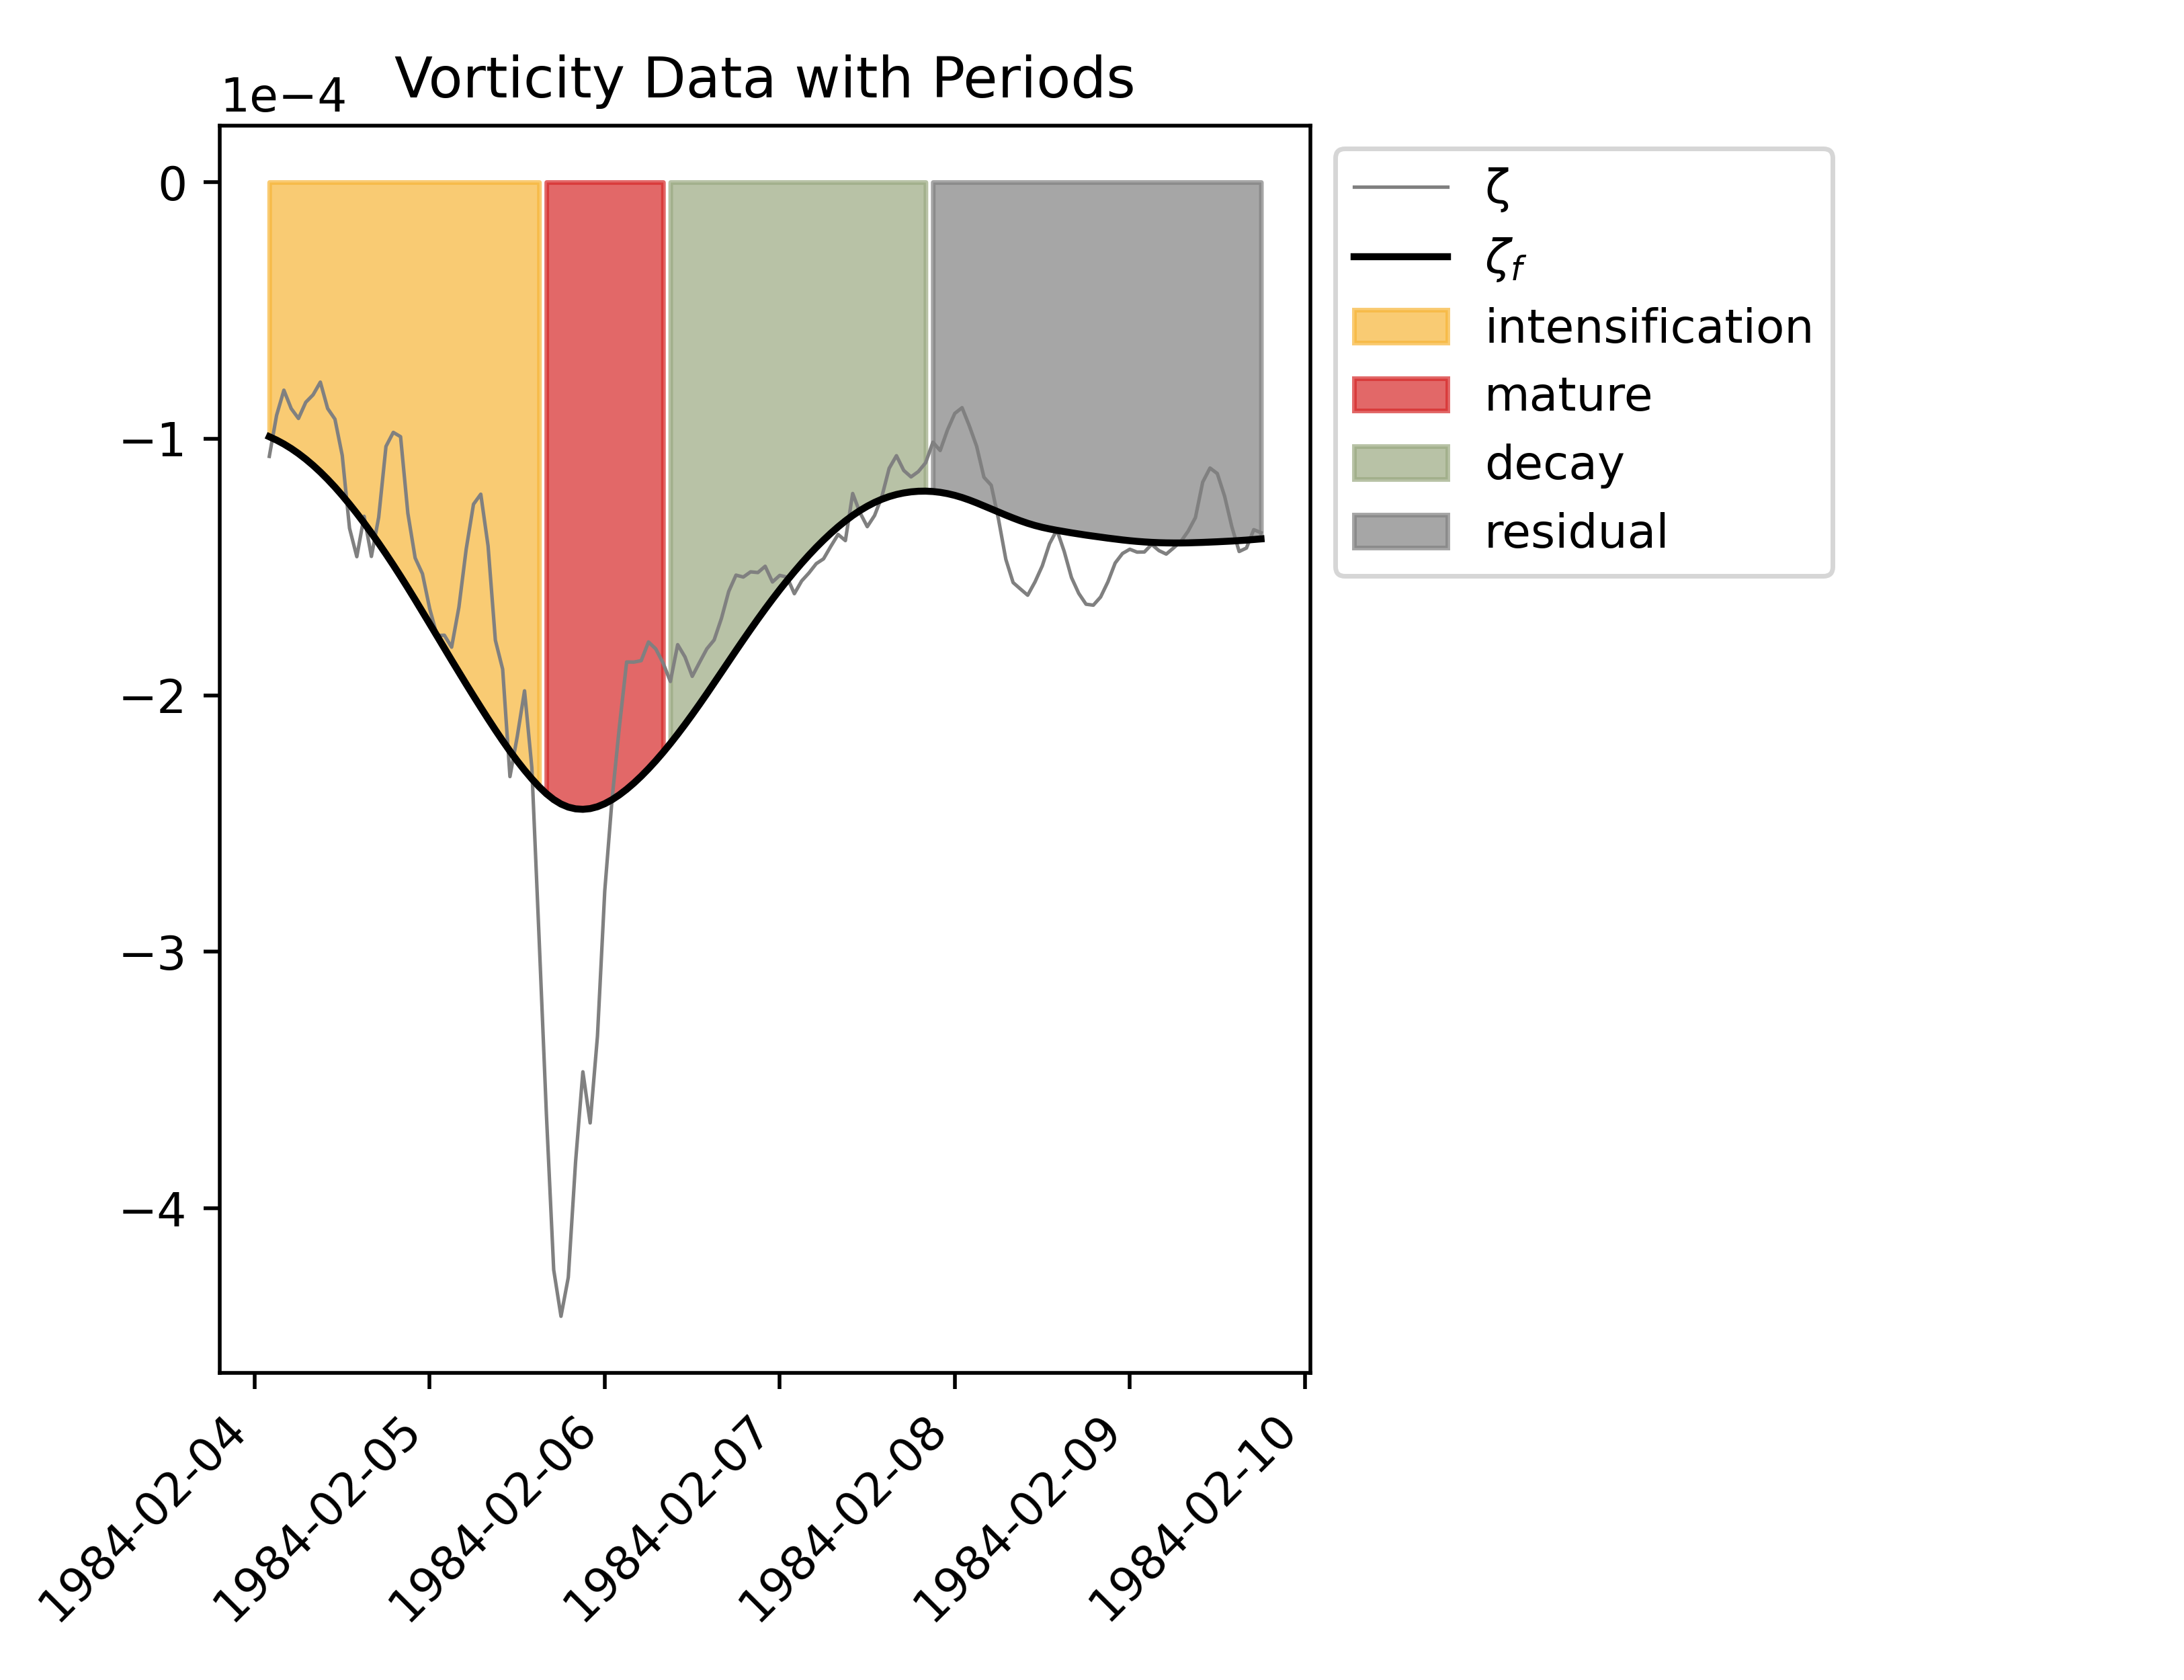 Vorticity Data with Periods
1e−4
0
−1
−2
−3
−4
1984-02-04
1984-02-05
1984-02-06
1984-02-07
1984-02-08
1984-02-09
1984-02-10
ζ
ζf
intensification
mature
decay
residual